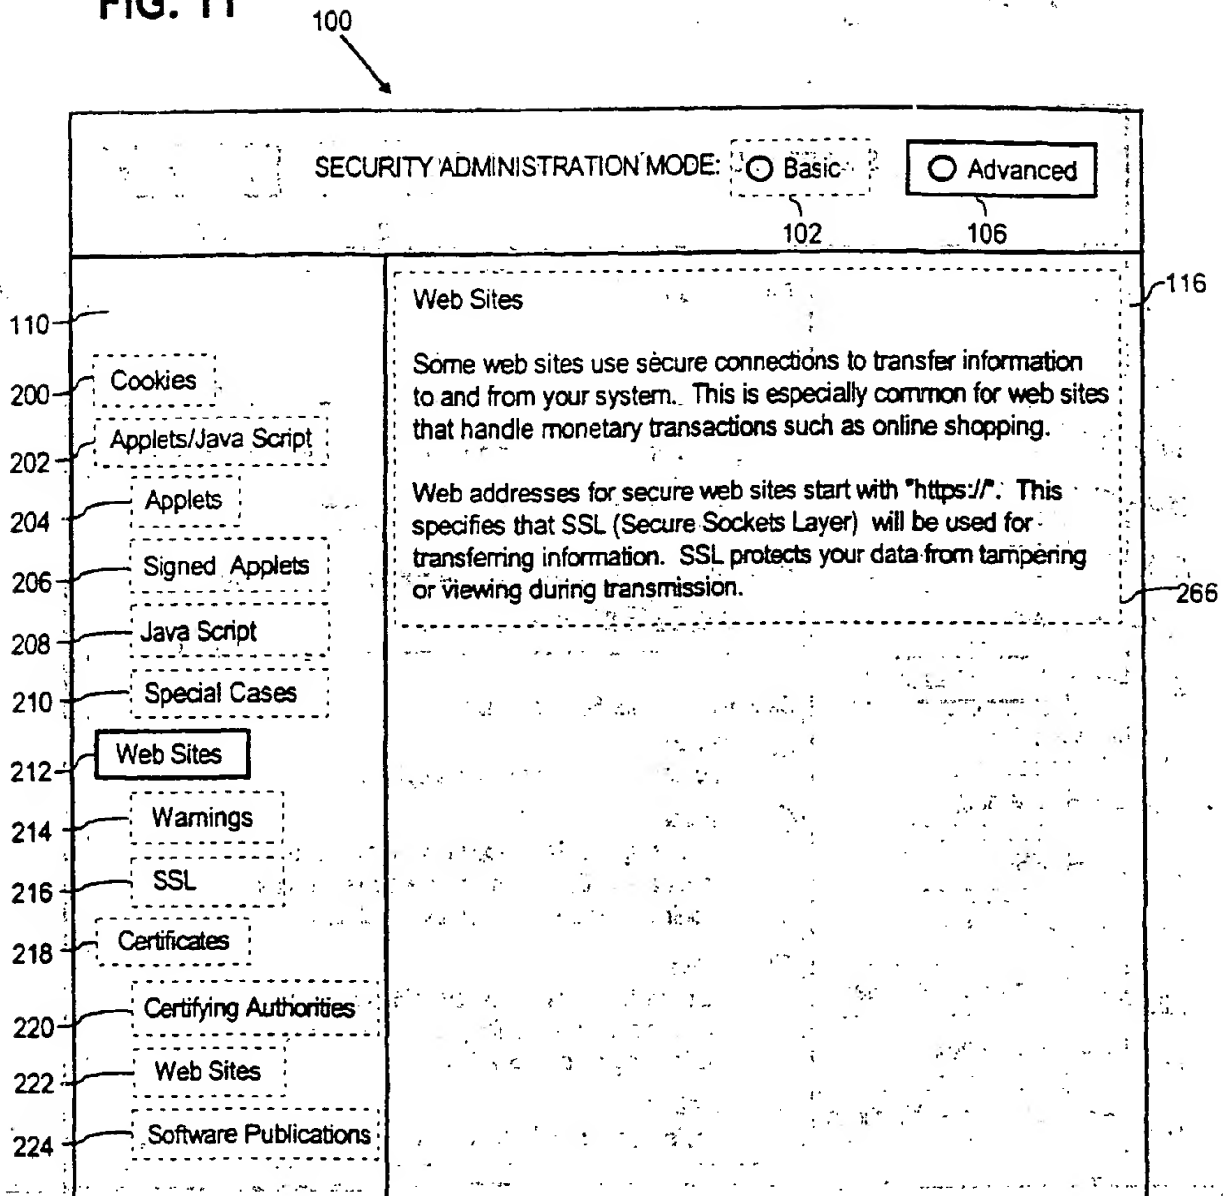 FIG. 11
100
SECURITY ADMINISTRATION MODE: Basic Advanced
102 106
116
110
Web Sites
Some web sites use secure connections to transfer information
to and from your system. This is especially common for web sites
that handle monetary transactions such as online shopping.
Web addresses for secure web sites start with "https://". This
specifies that SSL (Secure Sockets Layer) will be used for
transferring information. SSL protects your data from tampering
or viewing during transmission.
266
200 Cookies
202 Applets/Java Script
204 Applets
206 Signed Applets
208 Java Script
210 Special Cases
212 Web Sites
214 Warnings
216 SSL
218 Certificates
220 Certifying Authorities
222 Web Sites
224 Software Publications